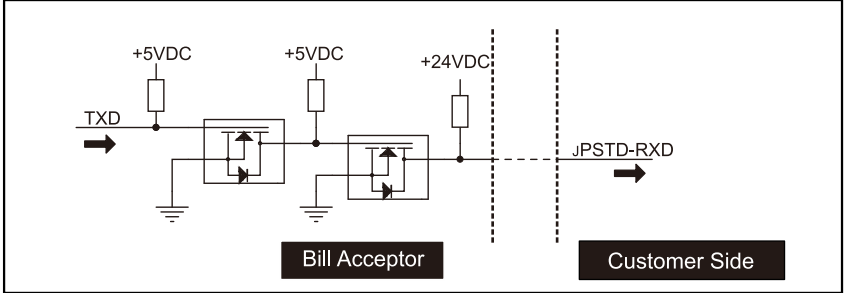 +5VDC
+5VDC
+24VDC
TXD
JPSTD-RXD
Bill Acceptor
Customer Side